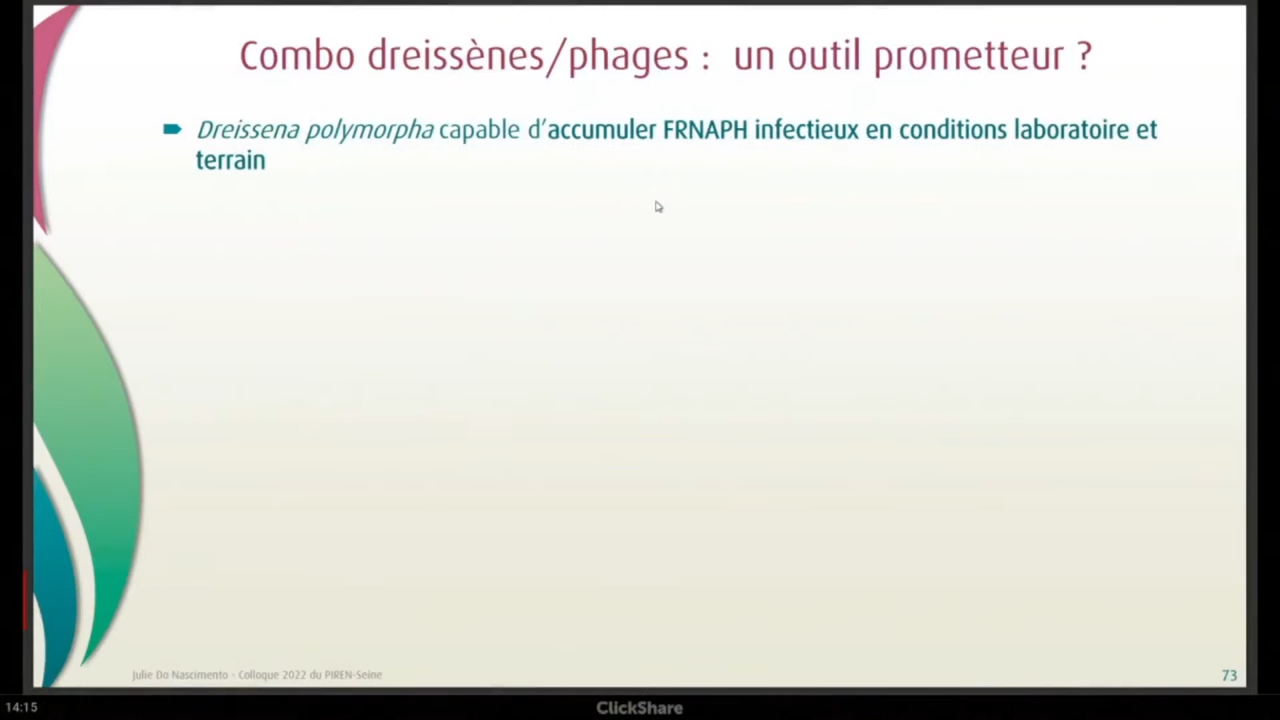 Combo dreissènes/phages : un outil prometteur ?
Dreissena polymorpha capable d’accumuler FRNAPH infectieux en conditions laboratoire et
terrain
Julie Do Nascimento - Colloque 2022 du PIREN-Seine
73
14:15
ClickShare